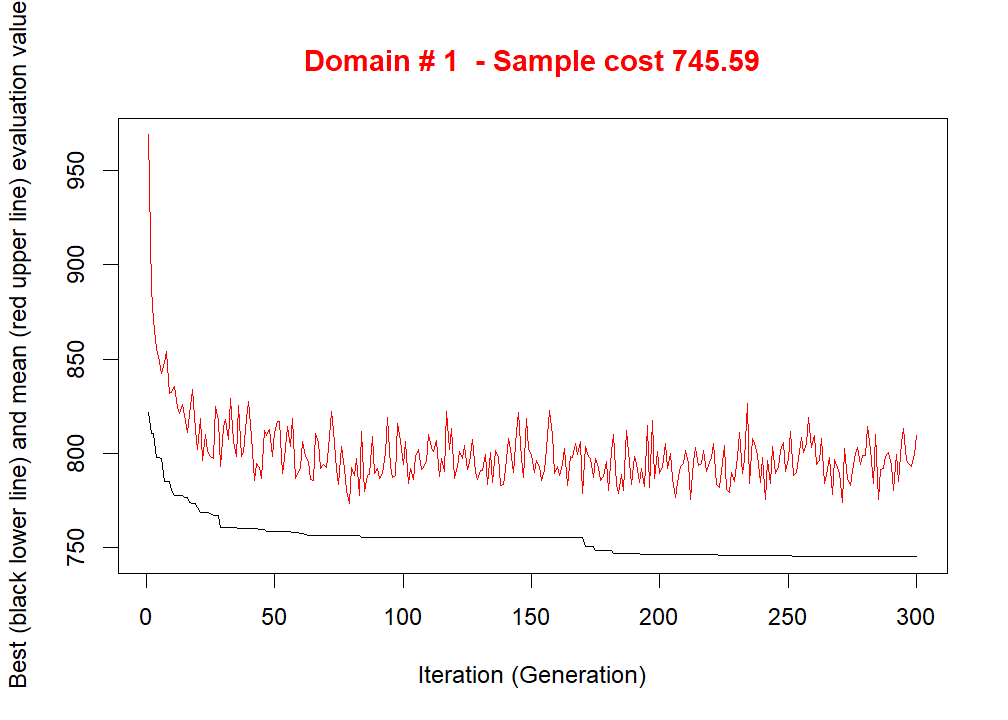 Domain # 1  - Sample cost 745.59
Best (black lower line) and mean (red upper line) evaluation value
950
900
850
800
750
0 50 100 150 200 250 300
Iteration (Generation)